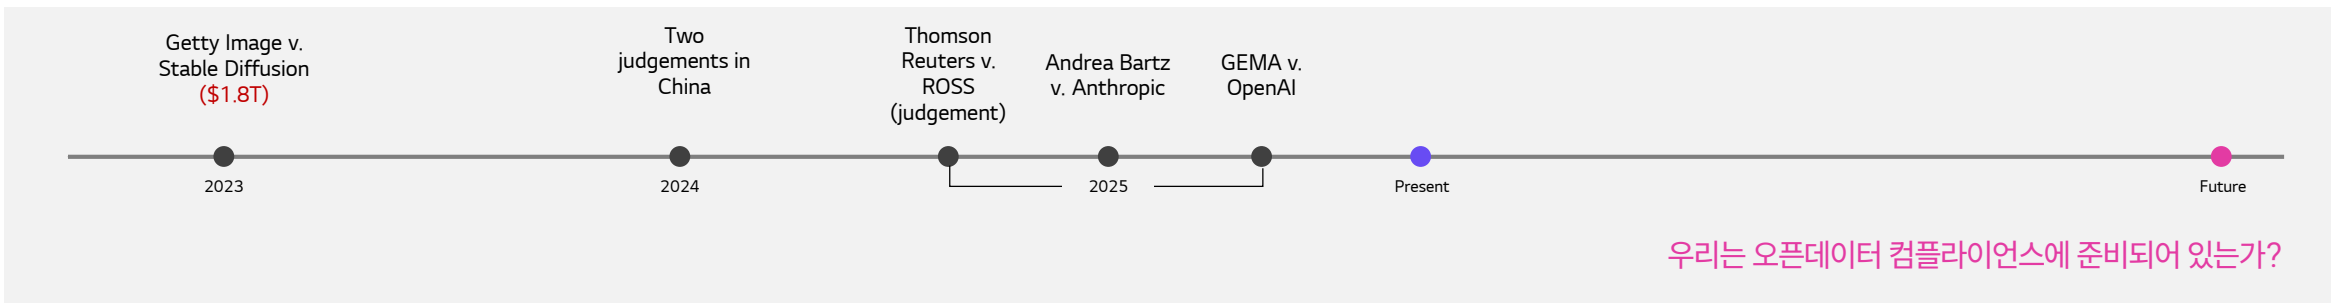 Getty Image v.
Stable Diffusion
($1.8T)
Two
judgements in
China
Thomson
Reuters v.
ROSS
(judgement)
Andrea Bartz
v. Anthropic
GEMA v.
OpenAI
2023
2024
2025
Present
Future
우리는 오픈데이터 컴플라이언스에 준비되어 있는가?